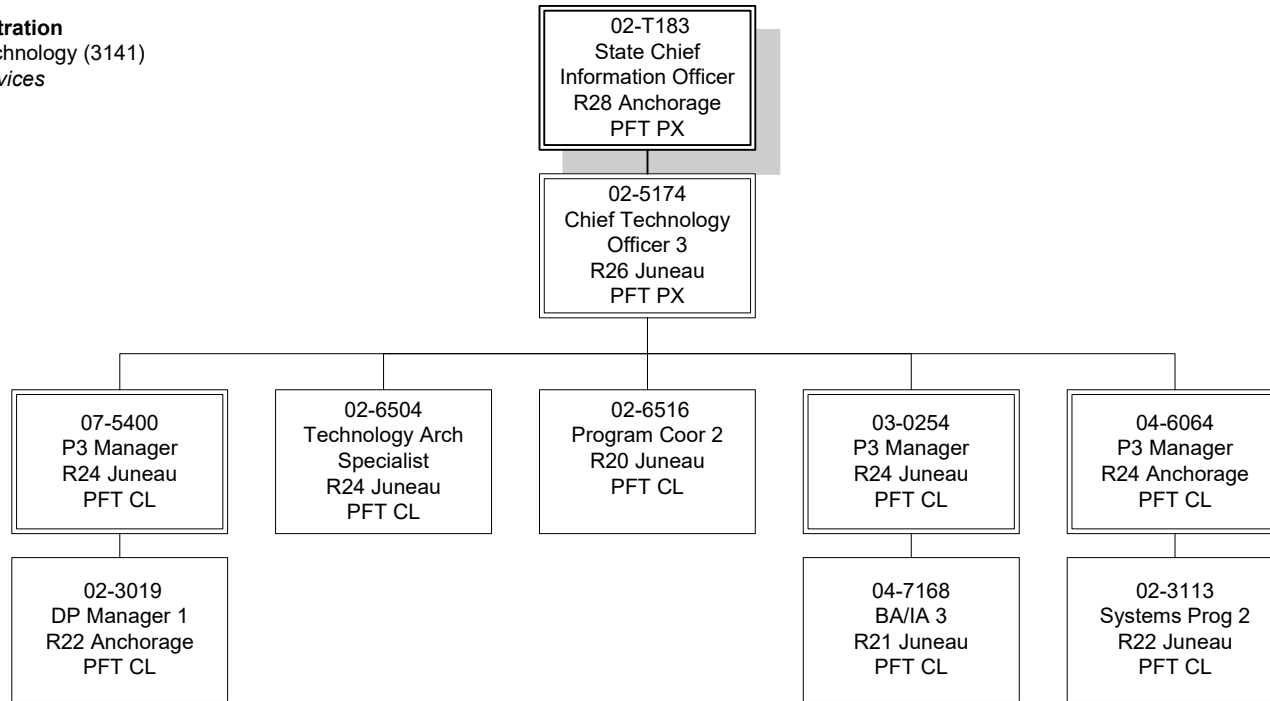 (3141)
02-T183
State Chief
Information Officer
R28 Anchorage
PFT PX
02-5174
Chief Technology
Officer 3
R26 Juneau
PFT PX
07-5400
P3 Manager
R24 Juneau
PFT CL
02-6504
Technology Arch
Specialist
R24 Juneau
PFT CL
02-6516
Program Coor 2
R20 Juneau
PFT CL
03-0254
P3 Manager
R24 Juneau
PFT CL
04-6064
P3 Manager
R24 Anchorage
PFT CL
02-3019
DP Manager 1
R22 Anchorage
PFT CL
04-7168
BA/IA 3
R21 Juneau
PFT CL
02-3113
Systems Prog 2
R22 Juneau
PFT CL